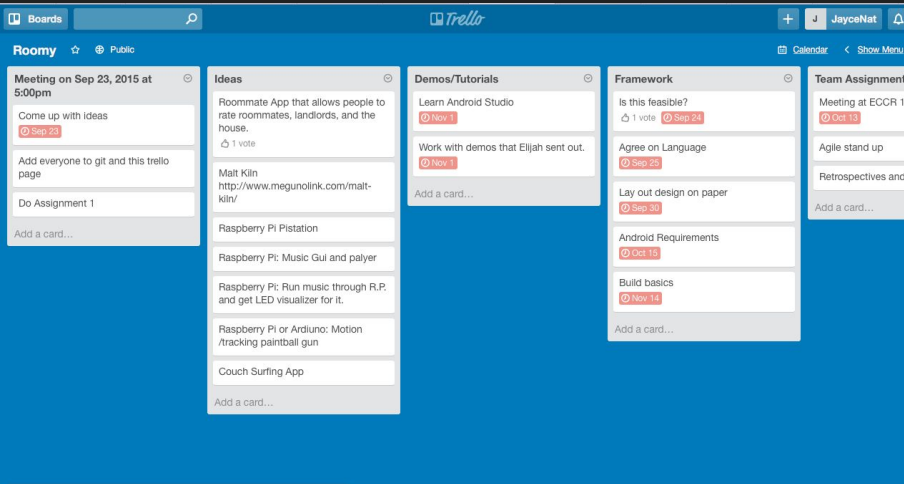 Boards
Trello
J JayceNat
Roomy
Public
Calendar
Show Menu
Meeting on Sep 23, 2015 at
5:00pm
Come up with ideas
Sep 23
Add everyone to git and this trello
page
Do Assignment 1
Add a card...
Ideas
Roommate App that allows people to
rate roommates, landlords, and the
house.
1 vote
Malt Kiln
http://www.megunolink.com/malt-
kiln/
Raspberry Pi Pistation
Raspberry Pi: Music Gui and palyer
Raspberry Pi: Run music through R.P.
and get LED visualizer for it.
Raspberry Pi or Ardiuno: Motion
/tracking paintball gun
Couch Surfing App
Add a card...
Demos/Tutorials
Learn Android Studio
Nov 1
Work with demos that Elijah sent out.
Nov 1
Add a card...
Framework
Is this feasible?
1 vote Sep 24
Agree on Language
Sep 25
Lay out design on paper
Sep 30
Android Requirements
Oct 15
Build basics
Nov 14
Add a card...
Team Assignment
Meeting at ECCR 1
Oct 13
Agile stand up
Retrospectives and
Add a card...